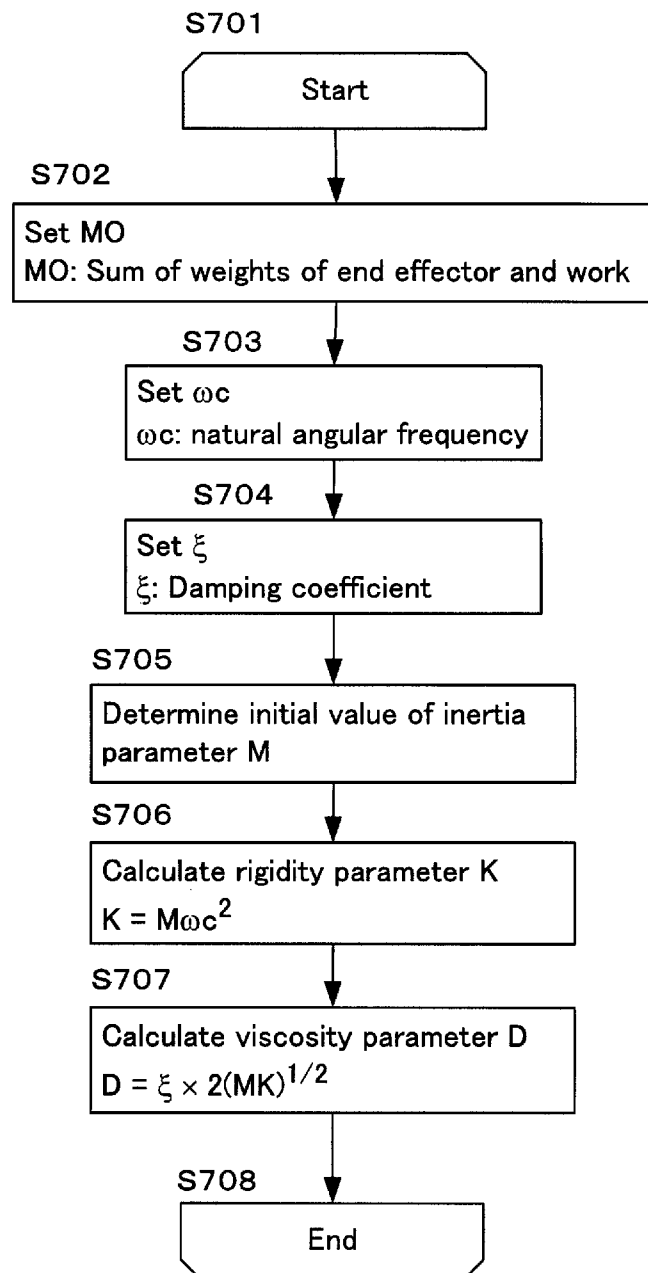 S701
Start
S702
Set MO
MO: Sum of weights of end effector and work
S703
Set ωc
ωc: natural angular frequency
S704
Set ξ
ξ: Damping coefficient
S705
Determine initial value of inertia
parameter M
S706
Calculate rigidity parameter K
K = Mωc²
S707
Calculate viscosity parameter D
D = ξ × 2(MK)^1/2
S708
End